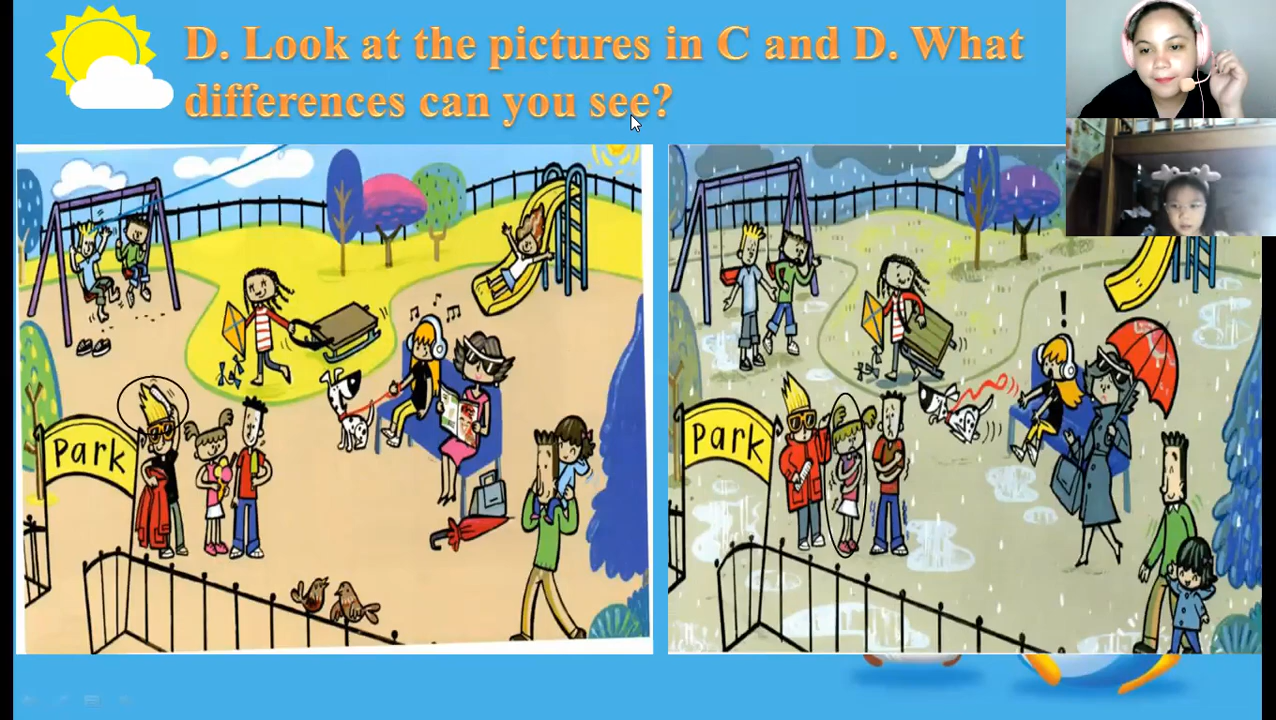 D. Look at the pictures in C and D. What
differences can you see?
Park
Park
!